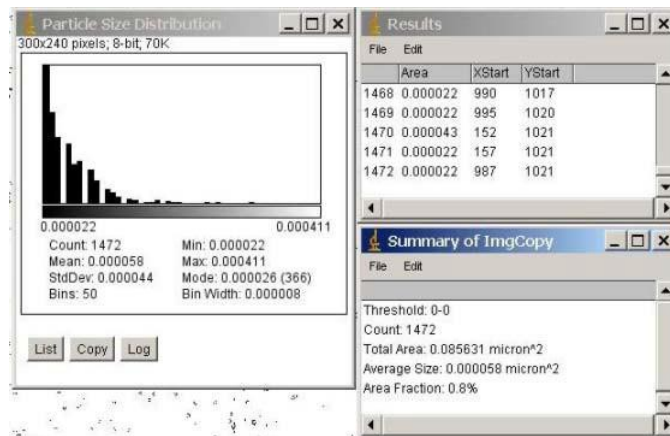 Particle Size Distribution
300x240 pixels; 8-bit; 70K
0.000022 0.000411
Count: 1472 Min: 0.000022
Mean: 0.000058 Max: 0.000411
StdDev: 0.000044 Mode: 0.000026 (366)
Bins: 50 Bin Width: 0.000008
List Copy Log
Results
File Edit
Area XStart YStart
1468 0.000022 990 1017
1469 0.000022 995 1020
1470 0.000043 152 1021
1471 0.000022 157 1021
1472 0.000022 987 1021
Summary of ImgCopy
File Edit
Threshold: 0-0
Count: 1472
Total Area: 0.085631 micron^2
Average Size: 0.000058 micron^2
Area Fraction: 0.8%